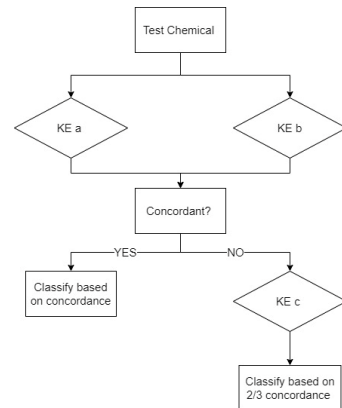 Test Chemical
KE a
KE b
Concordant?
YES
NO
Classify based
on concordance
KE c
Classify based on
2/3 concordance